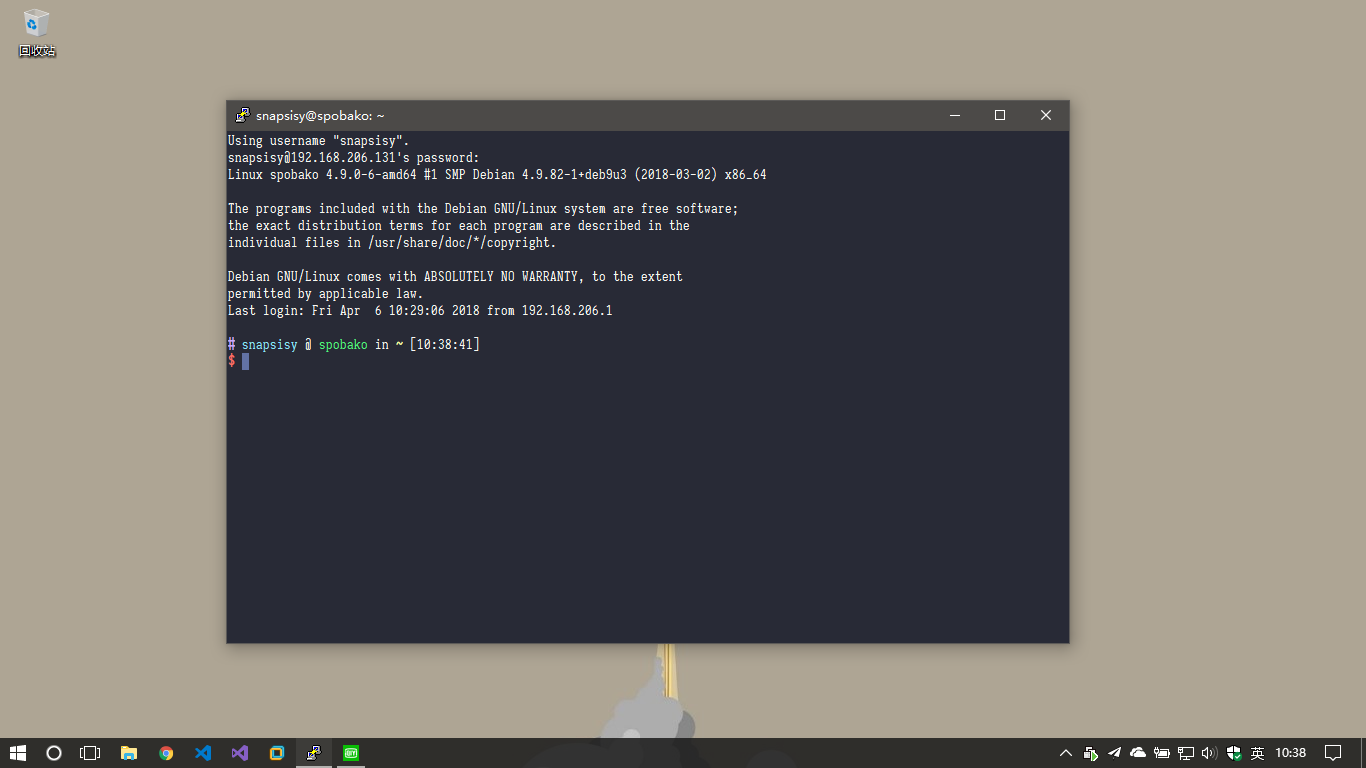 回收站
snapsisy@spobako: ~
Using username "snapsisy".
snapsisy@192.168.206.131's password:
Linux spobako 4.9.0-6-amd64 #1 SMP Debian 4.9.82-1+deb9u3 (2018-03-02) x86_64
The programs included with the Debian GNU/Linux system are free software;
the exact distribution terms for each program are described in the
individual files in /usr/share/doc/*/copyright.
Debian GNU/Linux comes with ABSOLUTELY NO WARRANTY, to the extent
permitted by applicable law.
Last login: Fri Apr  6 10:29:06 2018 from 192.168.206.1
# snapsisy @ spobako in ~ [10:38:41]
$
英 10:38